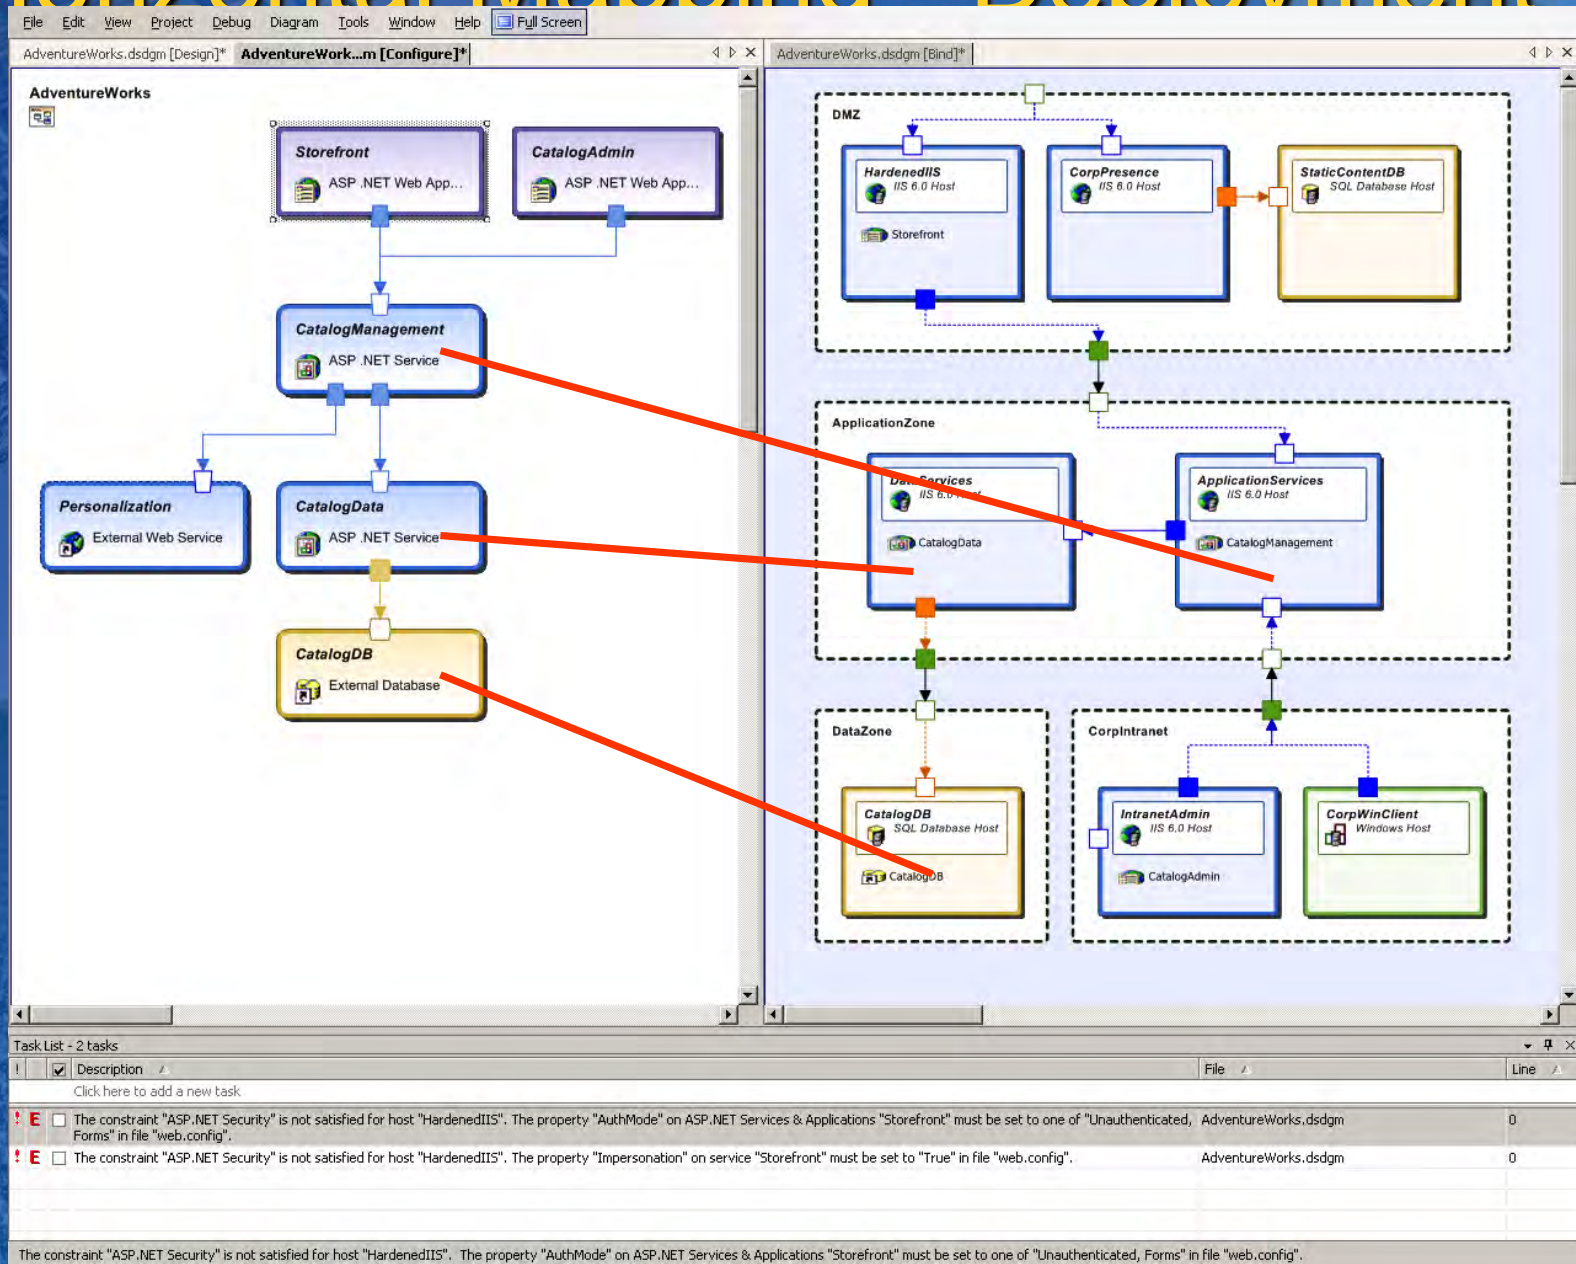 Horizontal Mapping - Deployment
File Edit View Project Debug Diagram Tools Window Help Full Screen
AdventureWorks.dsdgm [Design]* AdventureWork...m [Configure]*
AdventureWorks.dsdgm [Bind]*
AdventureWorks
Storefront
ASP .NET Web App...
CatalogAdmin
ASP .NET Web App...
CatalogManagement
ASP .NET Service
Personalization
External Web Service
CatalogData
ASP .NET Service
CatalogDB
External Database
DMZ
HardenedIIS
IIS 6.0 Host
Storefront
CorpPresence
IIS 6.0 Host
StaticContentDB
SQL Database Host
ApplicationZone
DataServices
IIS 6.0 Host
CatalogData
ApplicationServices
IIS 6.0 Host
CatalogManagement
DataZone
CatalogDB
SQL Database Host
CatalogDB
CorpIntranet
IntranetAdmin
IIS 6.0 Host
CatalogAdmin
CorpWinClient
Windows Host
Task List - 2 tasks
! Description File Line
Click here to add a new task
! E The constraint "ASP.NET Security" is not satisfied for host "HardenedIIS". The property "AuthMode" on ASP.NET Services & Applications "Storefront" must be set to one of "Unauthenticated, AdventureWorks.dsdgm 0
Forms" in file "web.config".
! E The constraint "ASP.NET Security" is not satisfied for host "HardenedIIS". The property "Impersonation" on service "Storefront" must be set to "True" in file "web.config". AdventureWorks.dsdgm 0
The constraint "ASP.NET Security" is not satisfied for host "HardenedIIS". The property "AuthMode" on ASP.NET Services & Applications "Storefront" must be set to one of "Unauthenticated, Forms" in file "web.config".